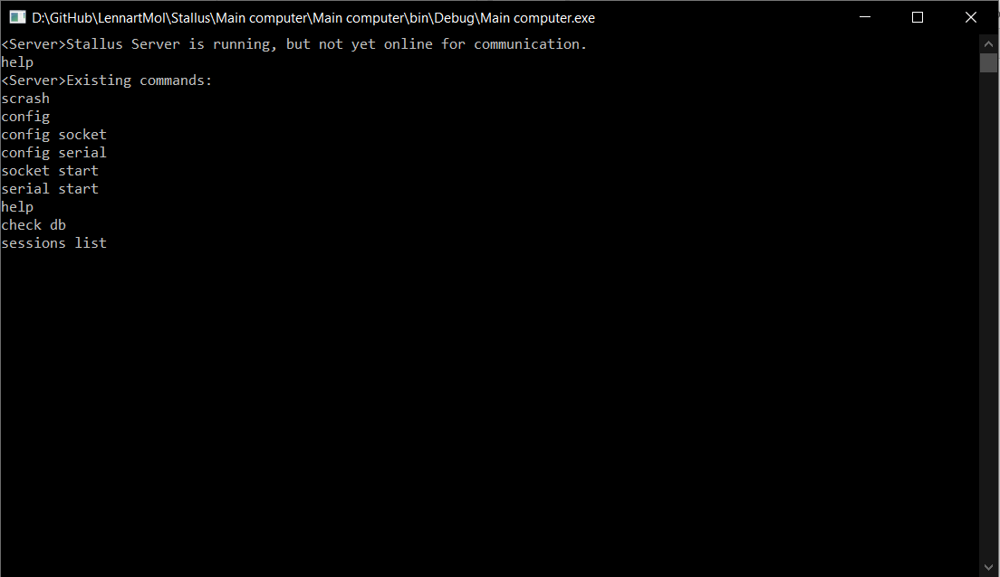 D:\GitHub\LennartMol\Stallus\Main computer\Main computer\bin\Debug\Main computer.exe
<Server>Stallus Server is running, but not yet online for communication.
help
<Server>Existing commands:
scrash
config
config socket
config serial
socket start
serial start
help
check db
sessions list